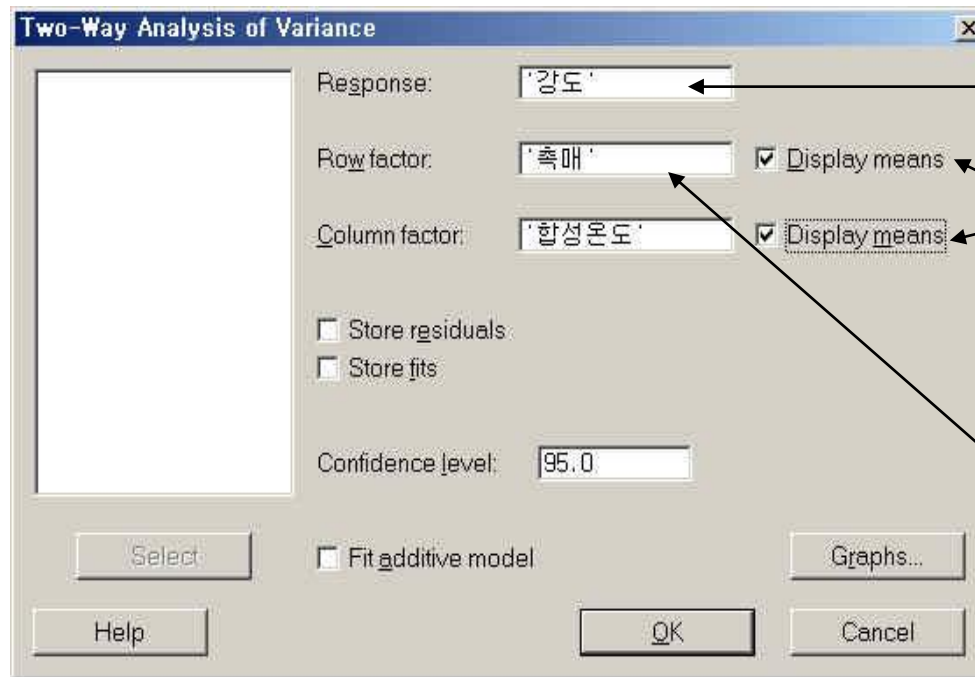 Two-Way Analysis of Variance
Response: '강도'
Row factor: '촉매' Display means
Column factor: '합성온도' Display means
Store residuals
Store fits
Confidence level: 95.0
Select Fit additive model Graphs...
Help OK Cancel